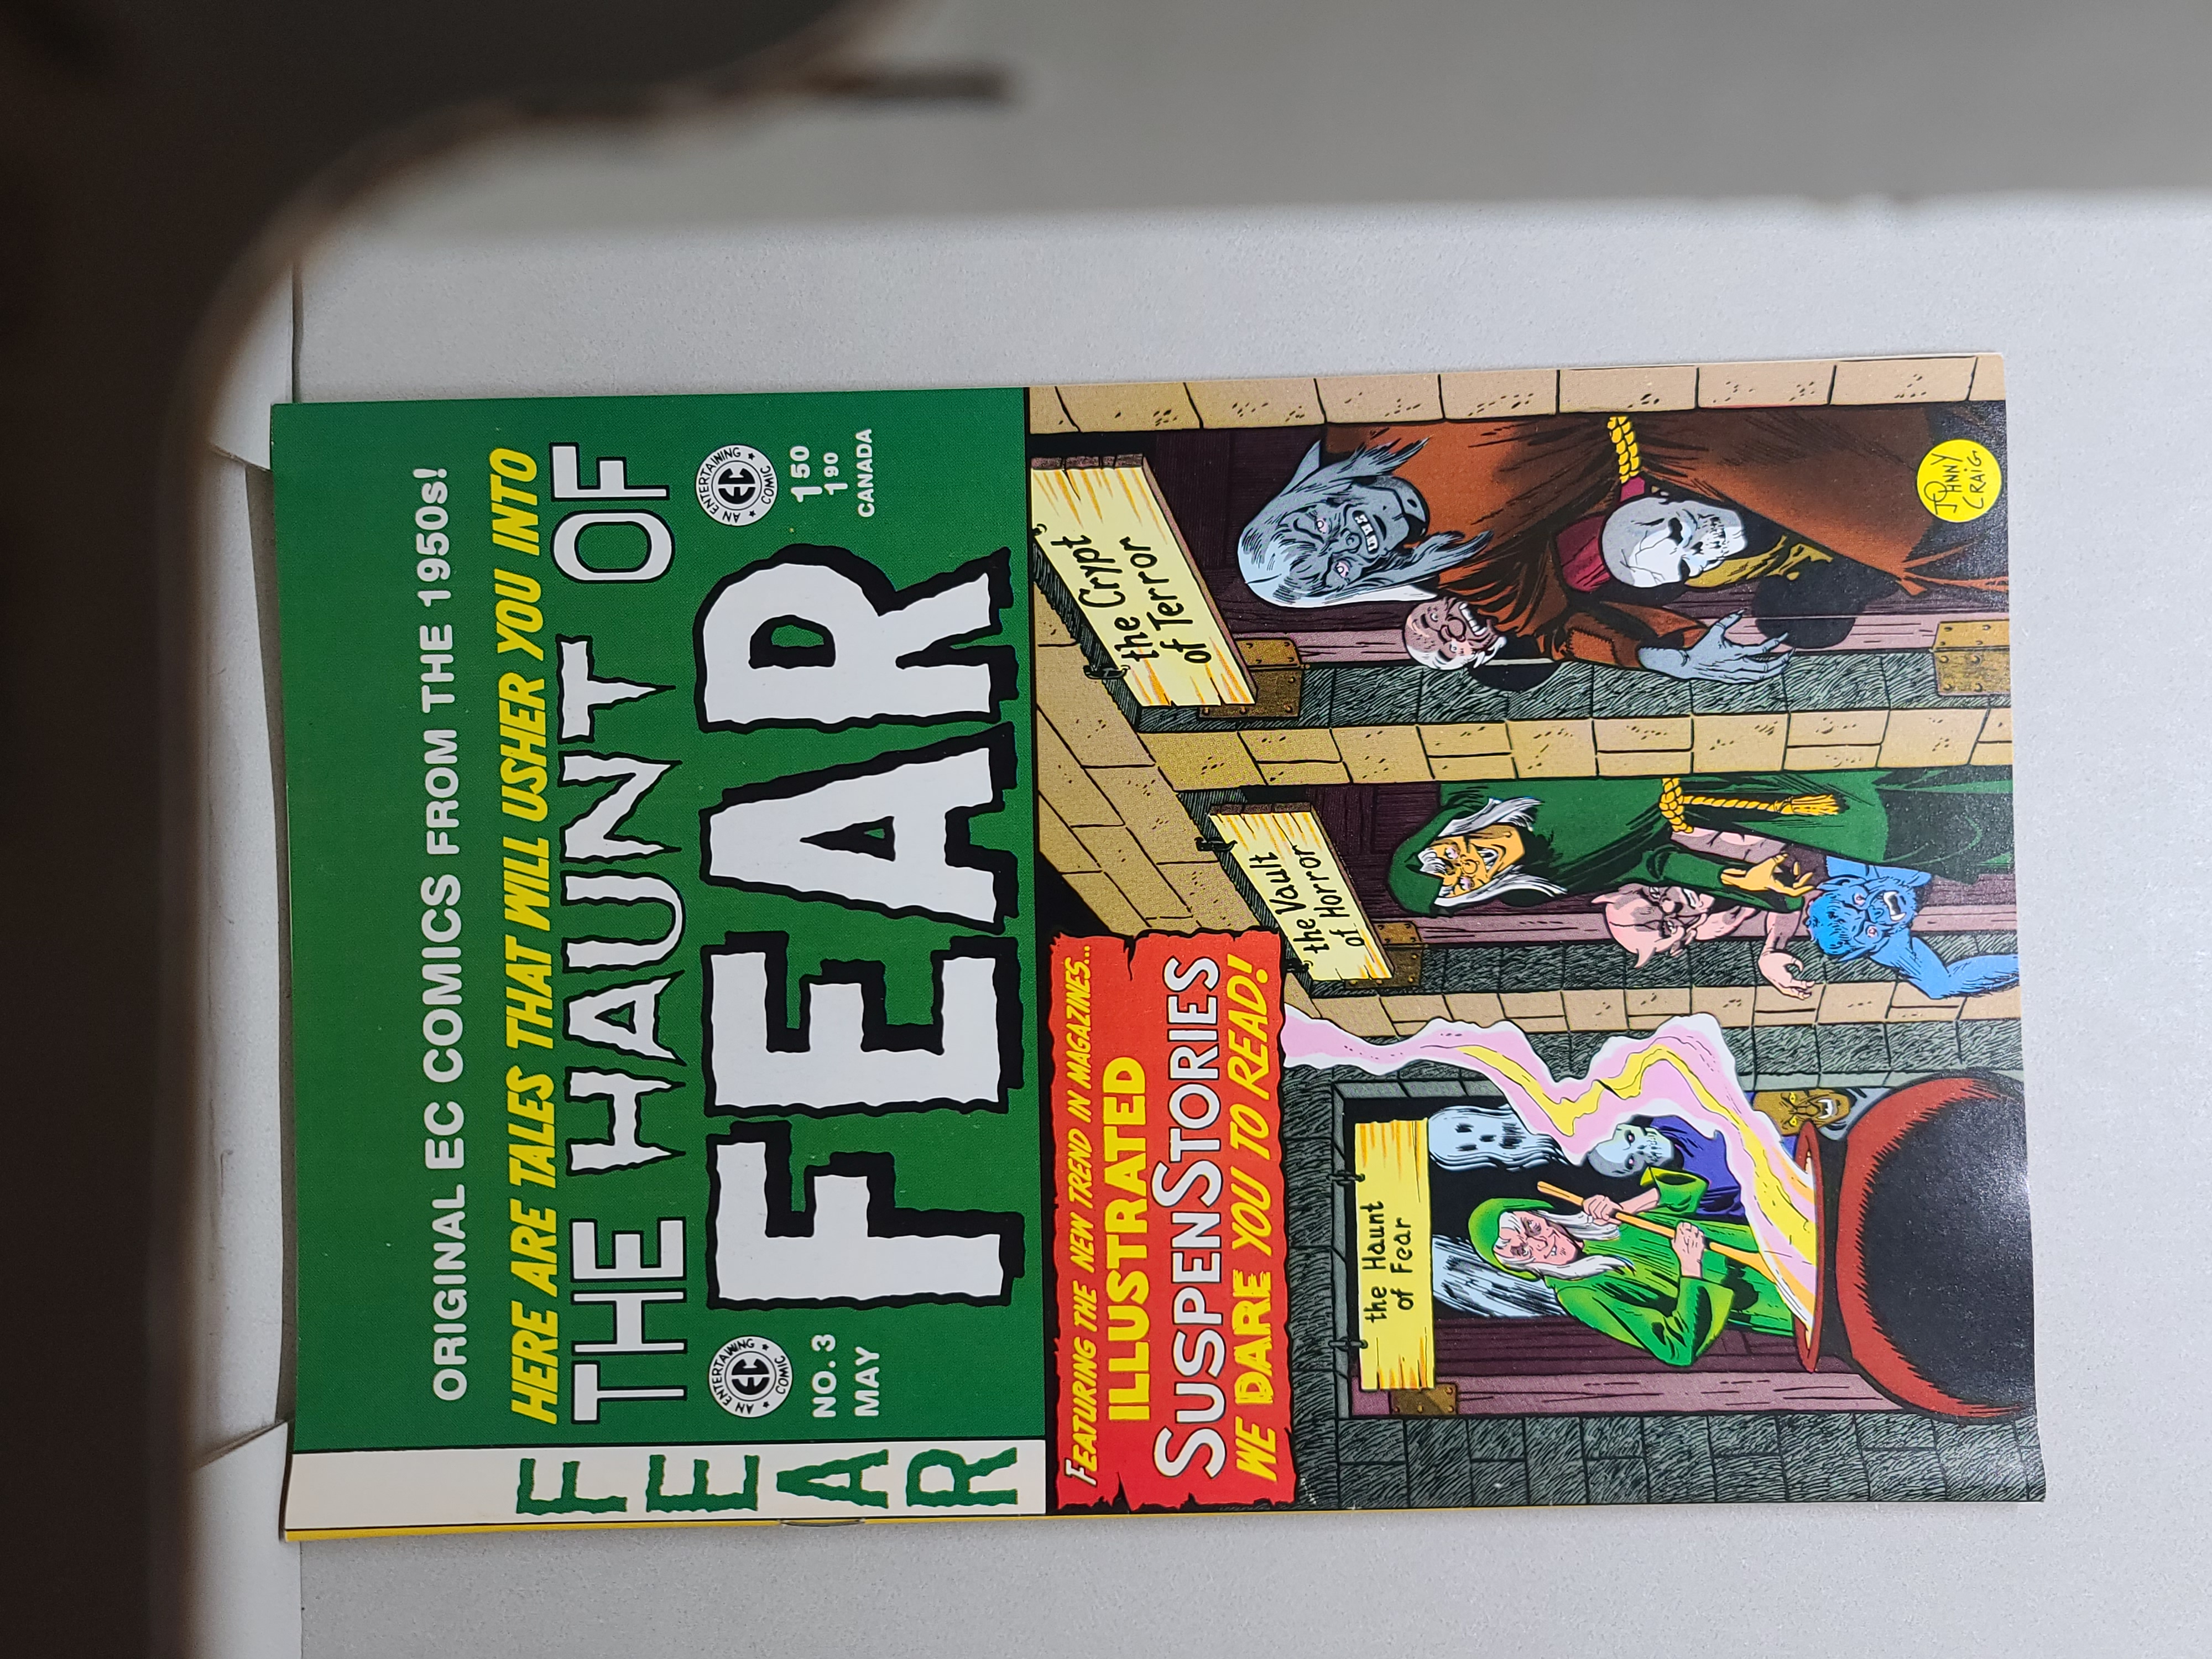 FEAR
ORIGINAL EC COMICS FROM THE 1950s!
HERE ARE TALES THAT WILL USHER YOU INTO
THE HAUNT OF
FEAR
AN ENTERTAINING
EC
COMIC
NO. 3
MAY
AN ENTERTAINING
EC
COMIC
1.50
1.90
CANADA
FEATURING THE NEW TREND IN MAGAZINES...
ILLUSTRATED
SUSPENSTORIES
WE DARE YOU TO READ!
the Haunt
of Fear
the Vault
of Horror
the Crypt
of Terror
JOHNNY
CRAIG